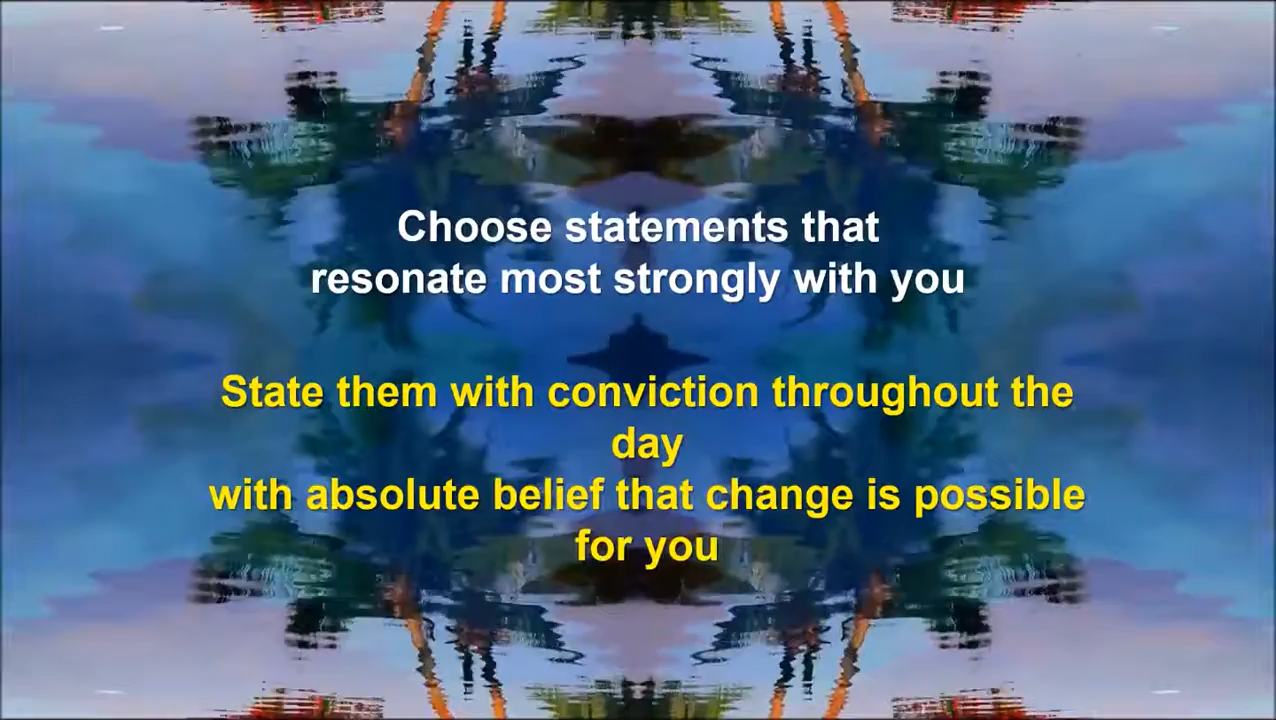 Choose statements that
resonate most strongly with you
State them with conviction throughout the
day
with absolute belief that change is possible
for you